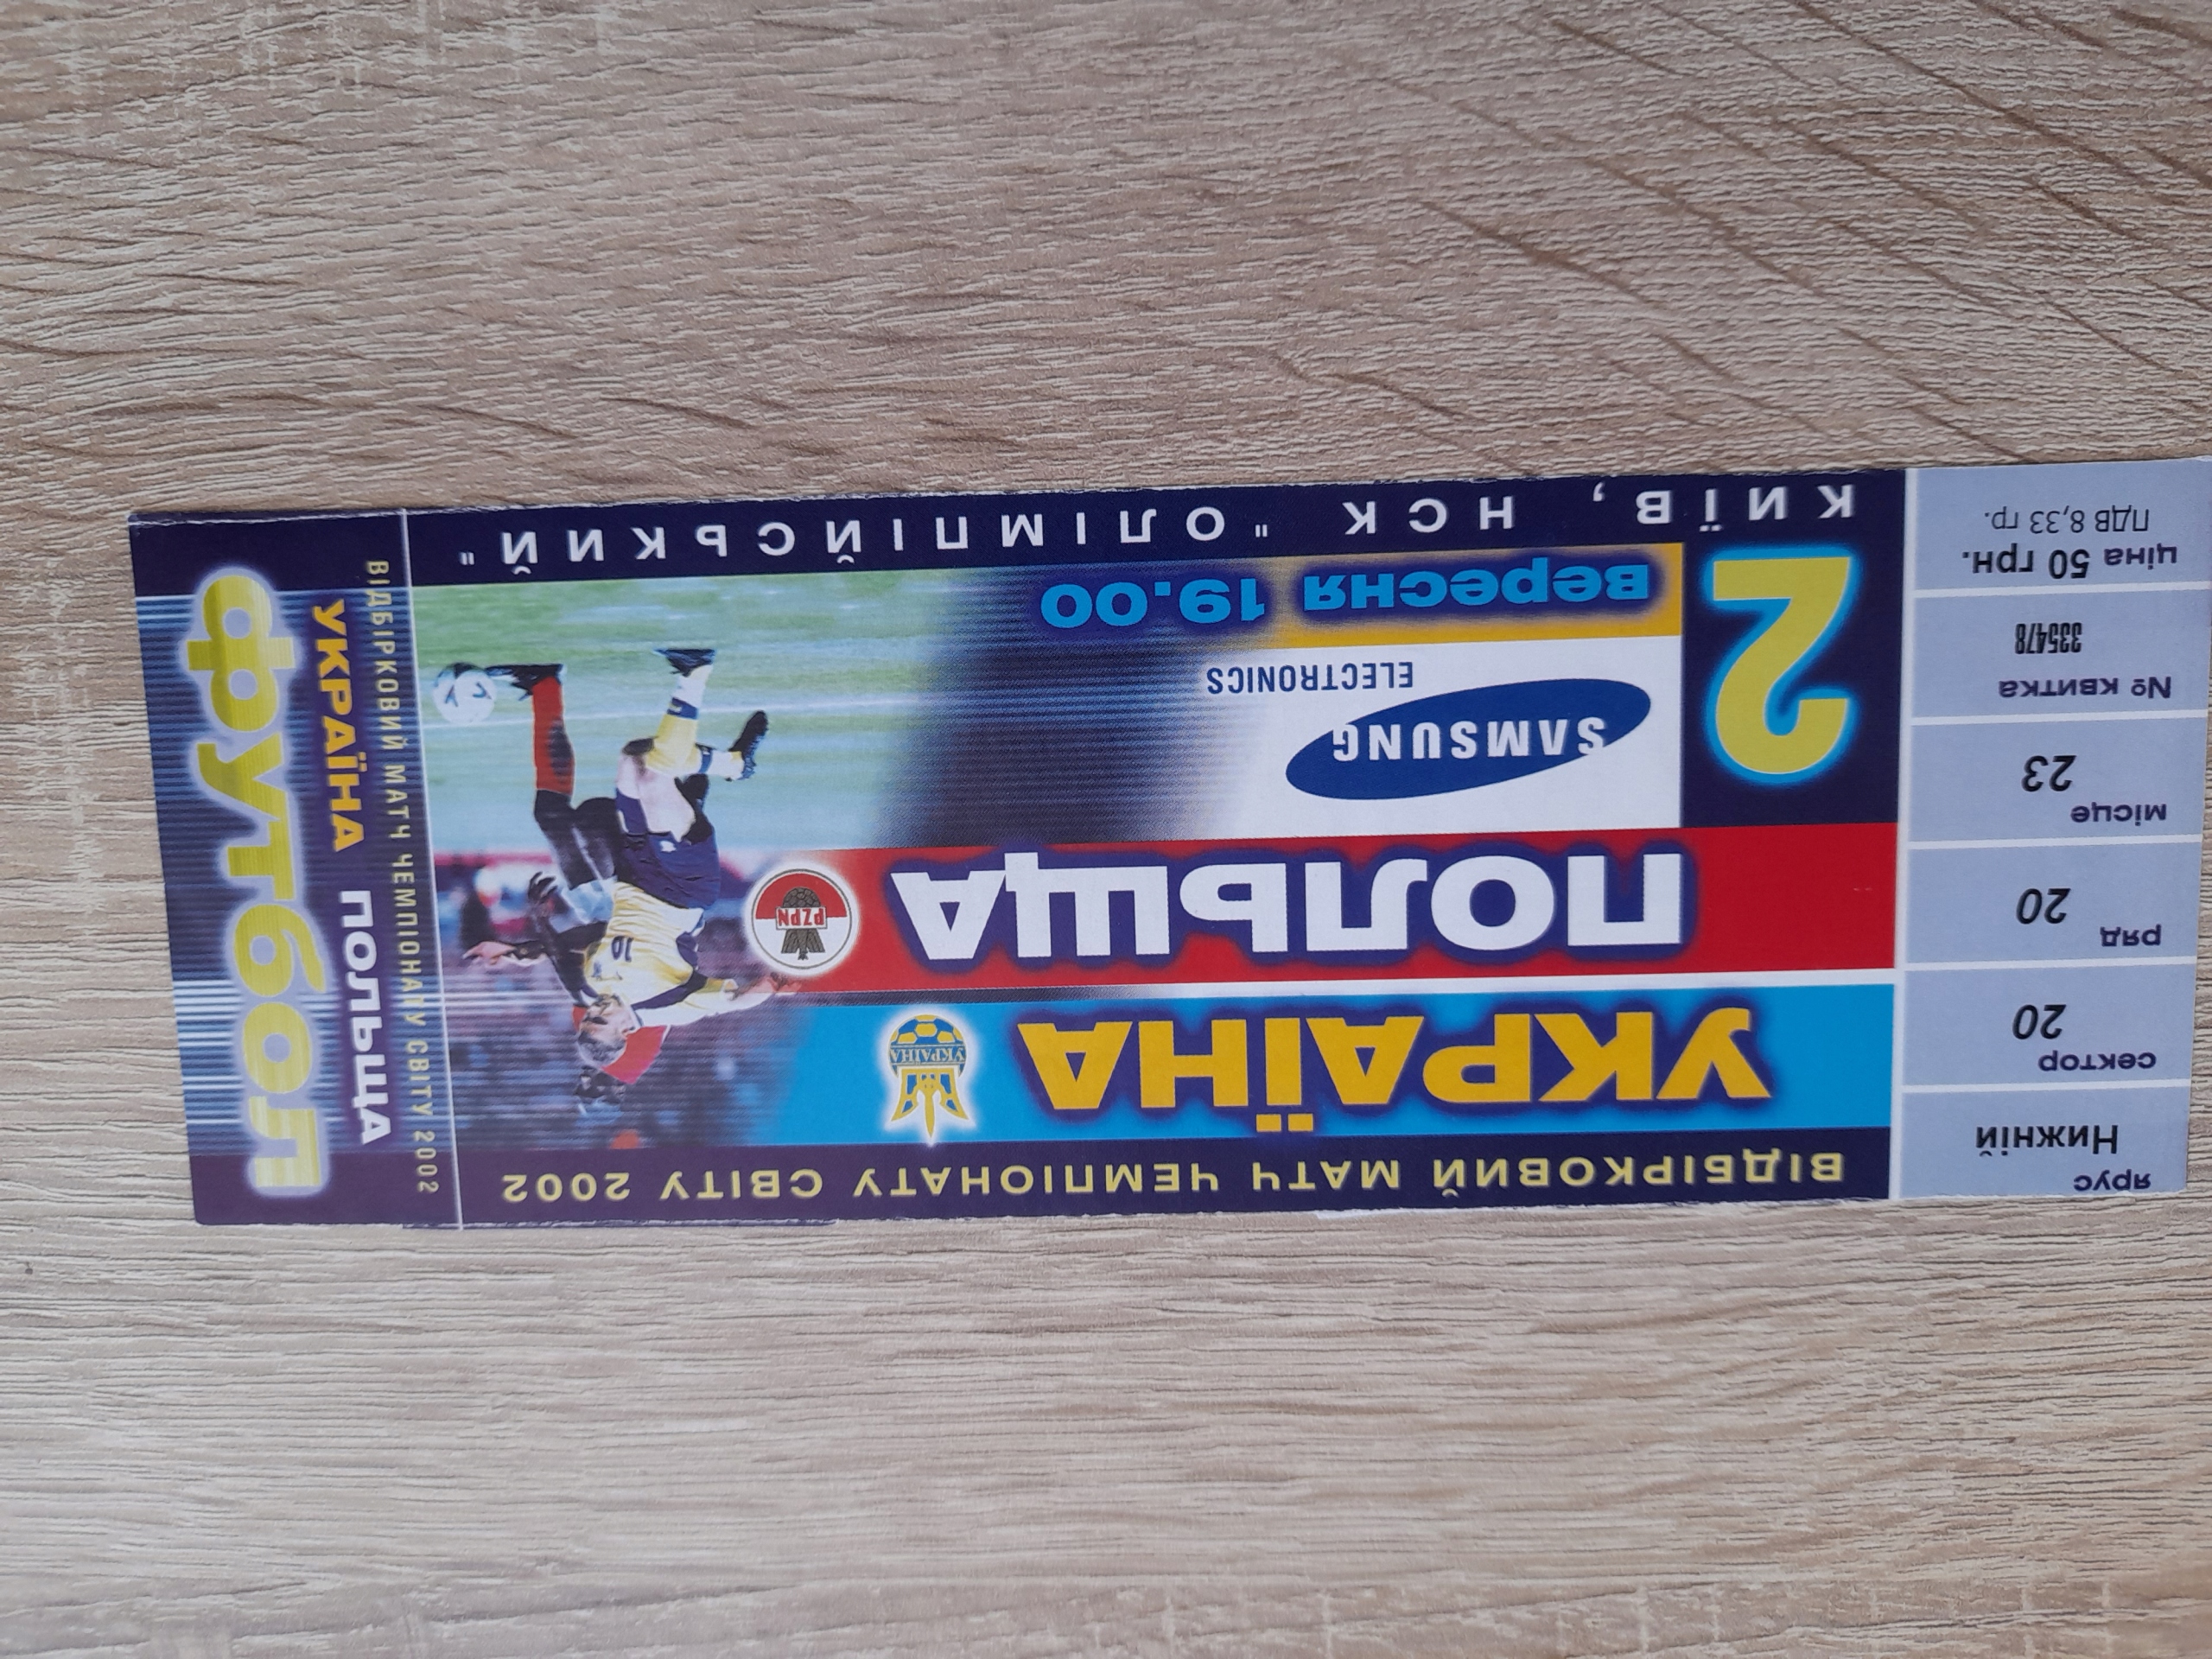 ярус
Нижній
сектор
20
ряд
20
місце
23
№ квитка
335478
ціна 50 грн.
ПДВ 8,33 гр.
ВІДБІРКОВИЙ МАТЧ ЧЕМПІОНАТУ СВІТУ 2002
УКРАЇНА
УКРАЇНА
ПОЛЬЩА
PZPN
10
2
SAMSUNG
ELECTRONICS
вересня 19.00
КИЇВ, НСК "ОЛІМПІЙСЬКИЙ"
ВІДБІРКОВИЙ МАТЧ ЧЕМПІОНАТУ СВІТУ 2002
УКРАЇНА ПОЛЬЩА
футбол